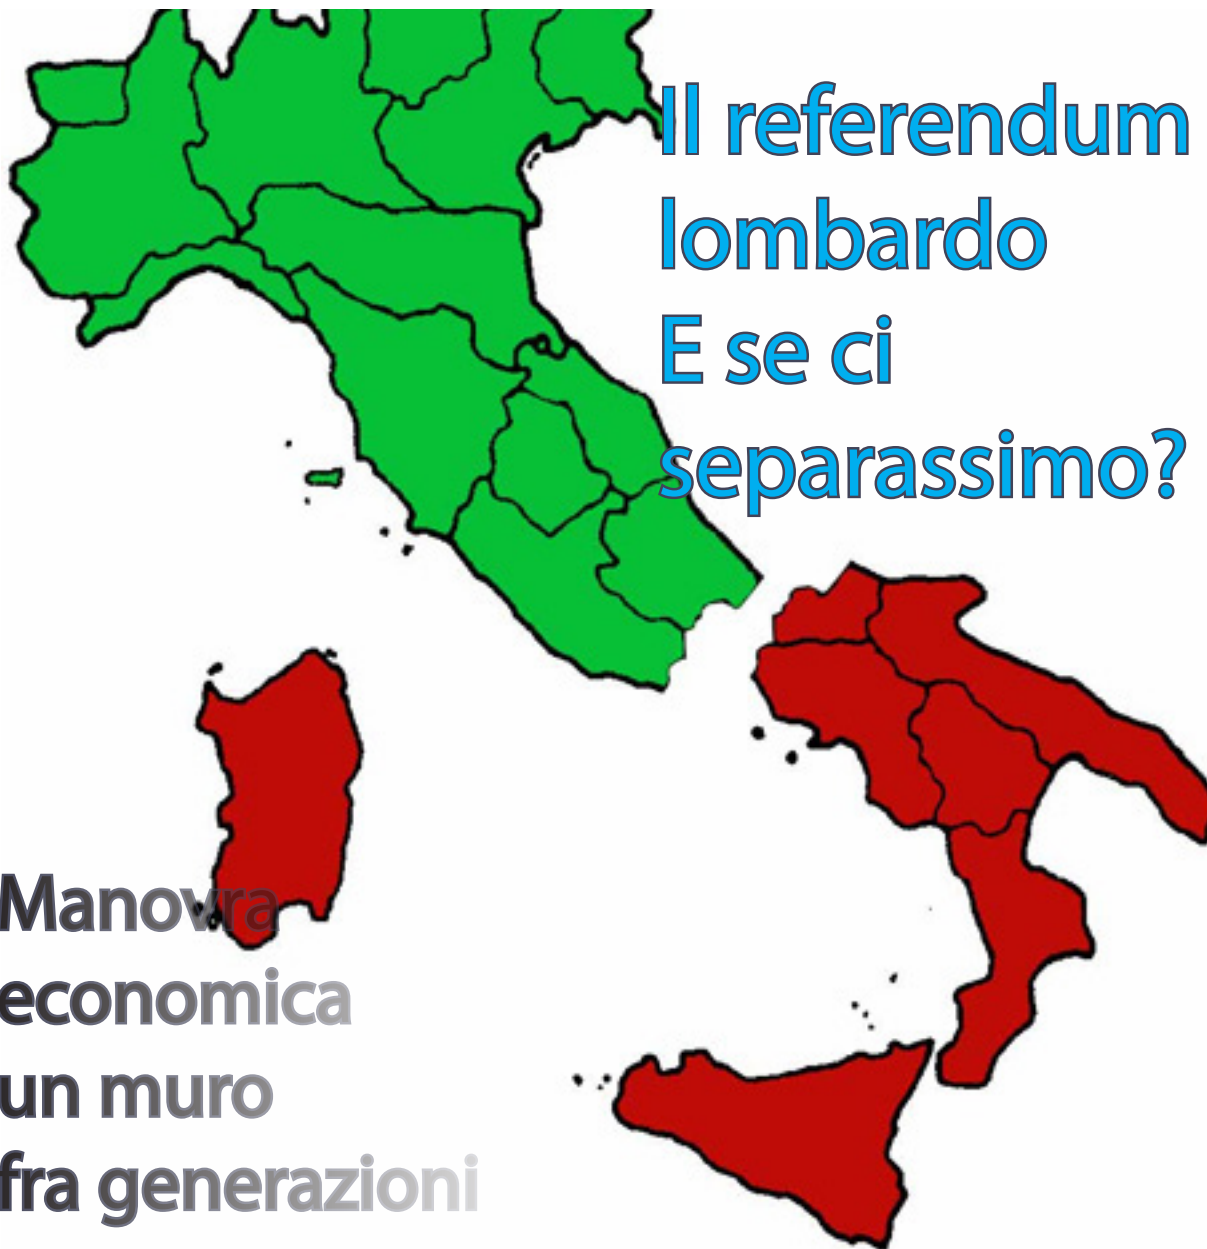 Il referendum
lombardo
E se ci
separassimo?
Manovra
economica
un muro
fra generazioni